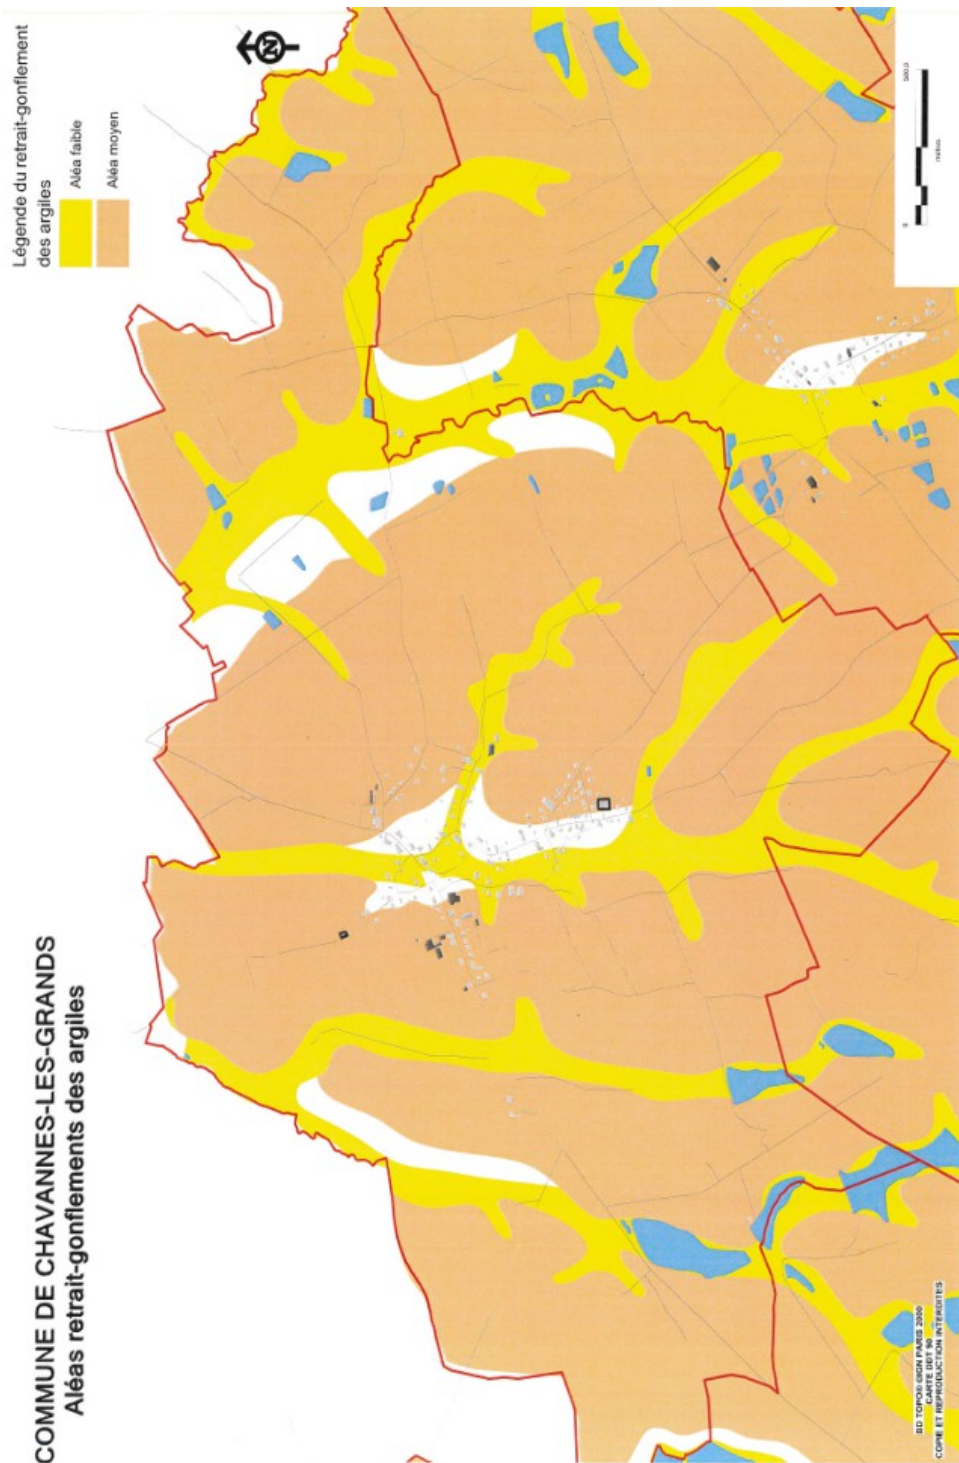 COMMUNE DE CHAVANNES-LES-GRANDS
Aléas retrait-gonflements des argiles
Légende du retrait-gonflement
des argiles
Aléa faible
Aléa moyen
N
0
500,0
mètres
BD TOPO® ©IGN PARIS 2000
CARTE DDT 90
COPIE ET REPRODUCTION INTERDITES